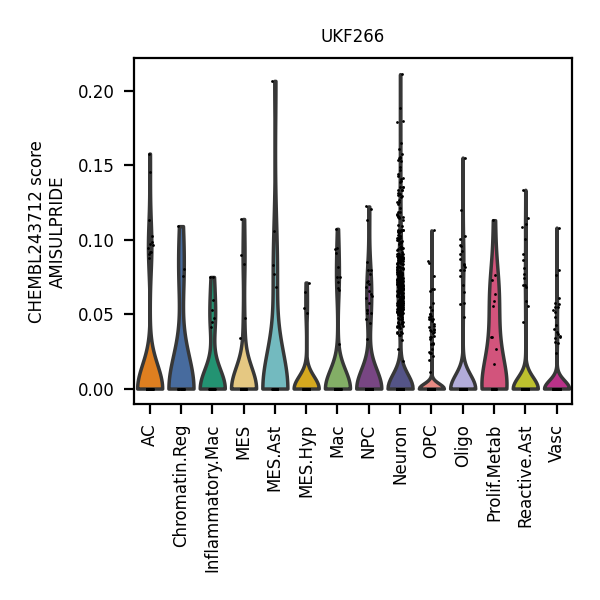 UKF266
CHEMBL243712 score
AMISULPRIDE
0.20
0.15
0.10
0.05
0.00
AC
Chromatin.Reg
Inflammatory.Mac
MES
MES.Ast
MES.Hyp
Mac
NPC
Neuron
OPC
Oligo
Prolif.Metab
Reactive.Ast
Vasc